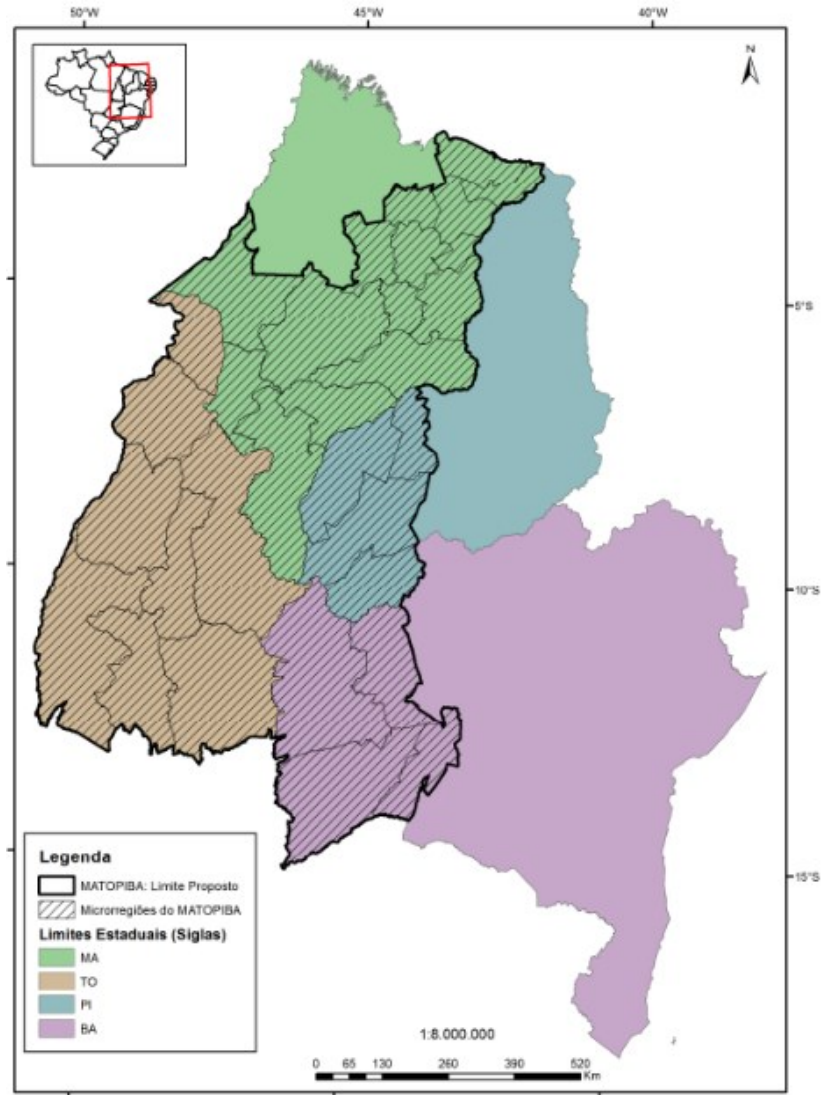 50°W 45°W 40°W
N
5°S
10°S
15°S
Legenda
MATOPIBA: Limite Proposto
Microrregiões do MATOPIBA
Limites Estaduais (Siglas)
MA
TO
PI
BA
1:8.000.000
0 65 130 260 390 520
Km